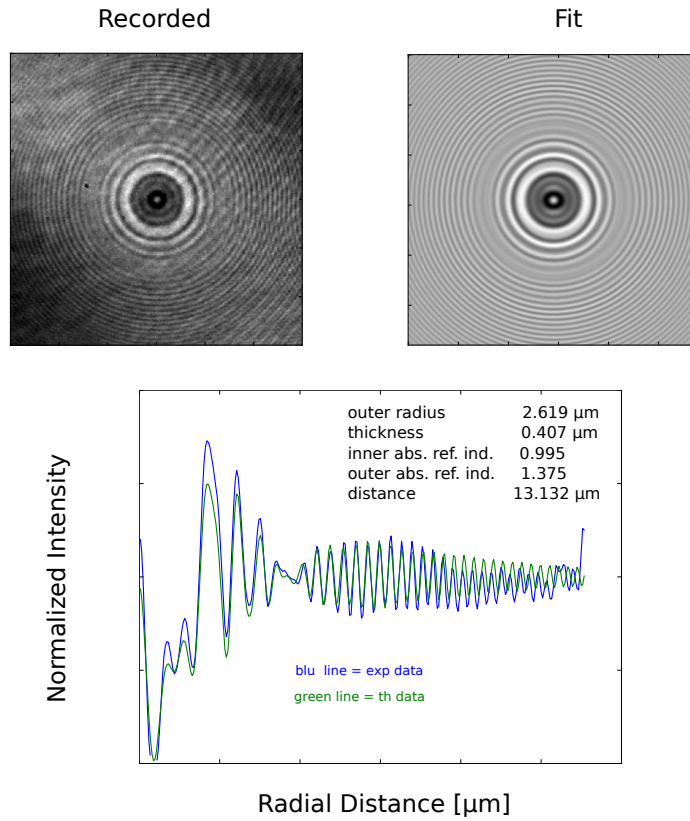 Recorded
Fit
outer radius 2.619 µm
thickness 0.407 µm
inner abs. ref. ind. 0.995
outer abs. ref. ind. 1.375
distance 13.132 µm
Normalized Intensity
blu line = exp data
green line = th data
Radial Distance [µm]